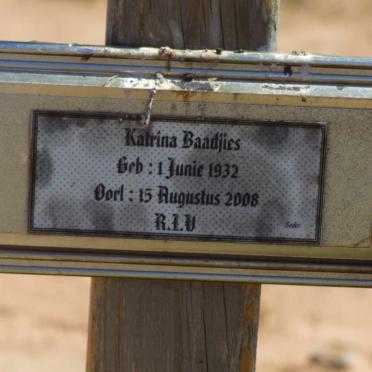 Katrina Baadjies
Geb : 1 Junie 1932
Oorl : 15 Augustus 2008
R.I.V